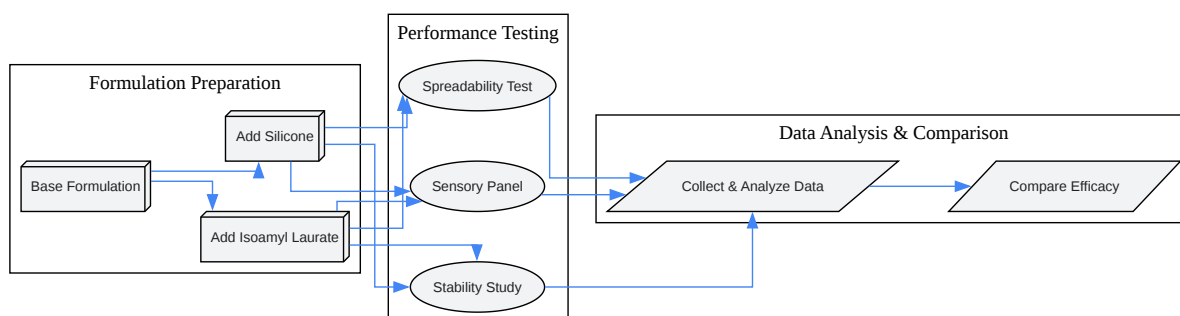 Formulation Preparation
Base Formulation
Add Silicone
Add Isoamyl Laurate
Performance Testing
Spreadability Test
Sensory Panel
Stability Study
Data Analysis & Comparison
Collect & Analyze Data
Compare Efficacy